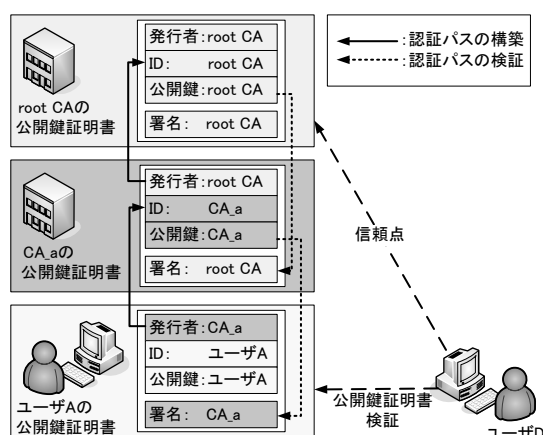 発行者:root CA
ID: root CA
公開鍵:root CA
署名: root CA
root CAの
公開鍵証明書
:認証パスの構築
:認証パスの検証
発行者:root CA
ID: CA_a
公開鍵:CA_a
署名: root CA
CA_aの
公開鍵証明書
信頼点
発行者:CA_a
ID: ユーザA
公開鍵:ユーザA
署名: CA_a
ユーザAの
公開鍵証明書
公開鍵証明書
検証
ユーザD